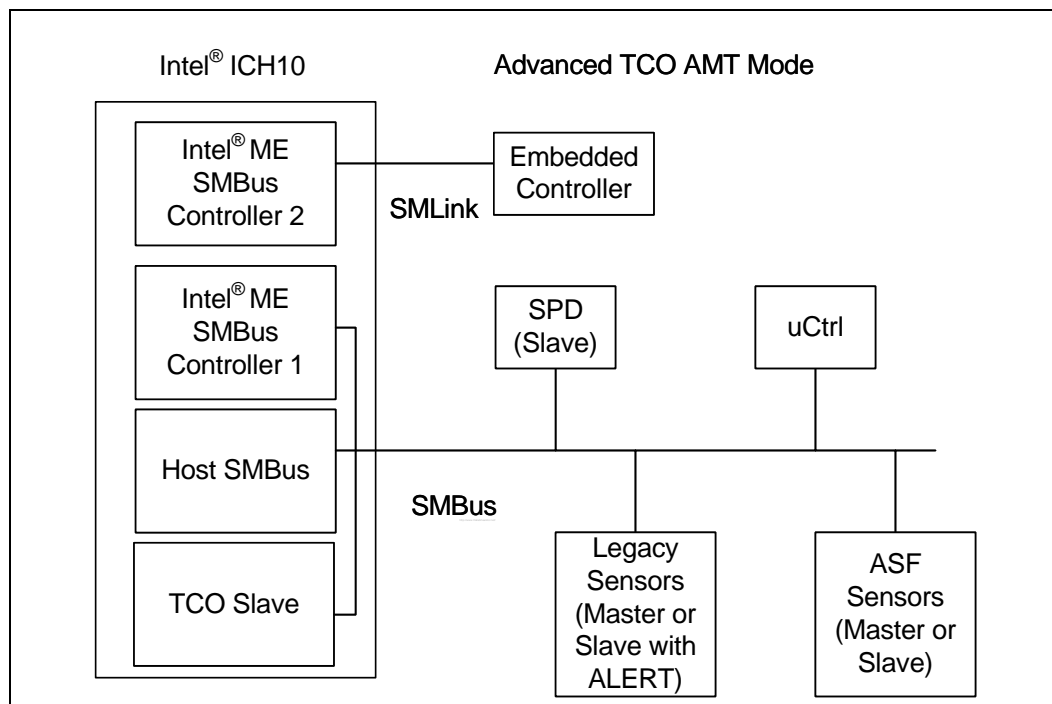 Intel® ICH10
Advanced TCO AMT Mode
Intel® ME
SMBus
Controller 2
Embedded
Controller
SMLink
Intel® ME
SMBus
Controller 1
SPD
(Slave)
uCtrl
Host SMBus
SMBus
TCO Slave
Legacy
Sensors
(Master or
Slave with
ALERT)
ASF
Sensors
(Master or
Slave)